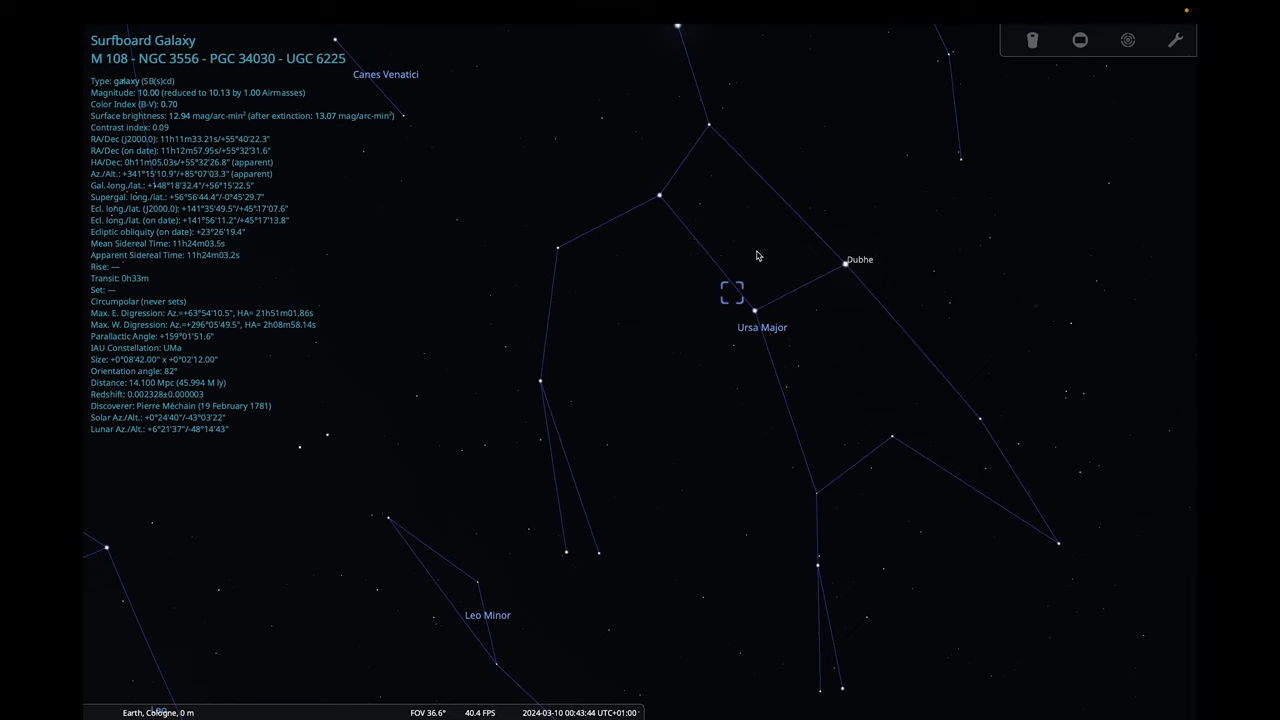 Surfboard Galaxy
M 108 - NGC 3556 - PGC 34030 - UGC 6225
Type: galaxy (SB(s)cd)
Magnitude: 10.00 (reduced to 10.13 by 1.00 Airmasses)
Color Index (B-V): 0.70
Surface brightness: 12.94 mag/arc-min² (after extinction: 13.07 mag/arc-min²)
Contrast index: 0.09
RA/Dec (J2000.0): 11h11m33.21s/+55°40'22.3"
RA/Dec (on date): 11h12m57.95s/+55°32'31.6"
HA/Dec: 0h11m05.03s/+55°32'26.8" (apparent)
Az./Alt.: +341°15'10.9"/+85°07'03.3" (apparent)
Gal. long./lat.: +148°18'32.4"/+56°15'22.5"
Supergal. long./lat.: +56°56'44.4"/-0°45'29.7"
Ecl. long./lat. (J2000.0): +141°35'49.5"/+45°17'07.6"
Ecl. long./lat. (on date): +141°56'11.2"/+45°17'13.8"
Ecliptic obliquity (on date): +23°26'19.4"
Mean Sidereal Time: 11h24m03.5s
Apparent Sidereal Time: 11h24m03.2s
Rise: —
Transit: 0h33m
Set: —
Circumpolar (never sets)
Max. E. Digression: Az.=+63°54'10.5", HA= 21h51m01.86s
Max. W. Digression: Az.=+296°05'49.5", HA= 2h08m58.14s
Parallactic Angle: +159°01'51.6"
IAU Constellation: UMa
Size: +0°08'42.00" x +0°02'12.00"
Orientation angle: 82°
Distance: 14.100 Mpc (45.994 M ly)
Redshift: 0.002328±0.000003
Discoverer: Pierre Méchain (19 February 1781)
Solar Az./Alt.: +0°24'40"/-43°03'22"
Lunar Az./Alt.: +6°21'37"/-48°14'43"
Canes Venatici
Dubhe
Ursa Major
Leo Minor
Leo
Earth, Cologne, 0 m FOV 36.6° 40.4 FPS 2024-03-10 00:43:44 UTC+01:00